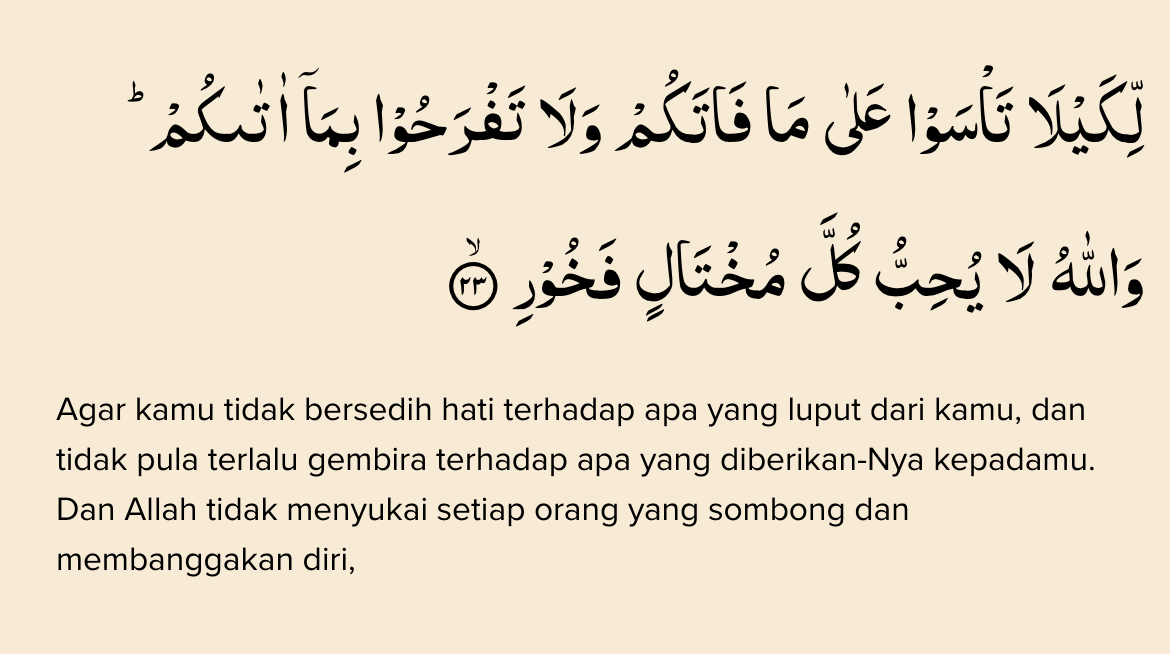 لِّكَيْلَا تَأْسَوْا عَلٰى مَا فَاتَكُمْ وَلَا تَفْرَحُوْا بِمَآ اٰتٰىكُمْ ۗ
وَاللّٰهُ لَا يُحِبُّ كُلَّ مُخْتَالٍ فَخُوْرٍ ۙ ٢٣
Agar kamu tidak bersedih hati terhadap apa yang luput dari kamu, dan
tidak pula terlalu gembira terhadap apa yang diberikan-Nya kepadamu.
Dan Allah tidak menyukai setiap orang yang sombong dan
membanggakan diri,